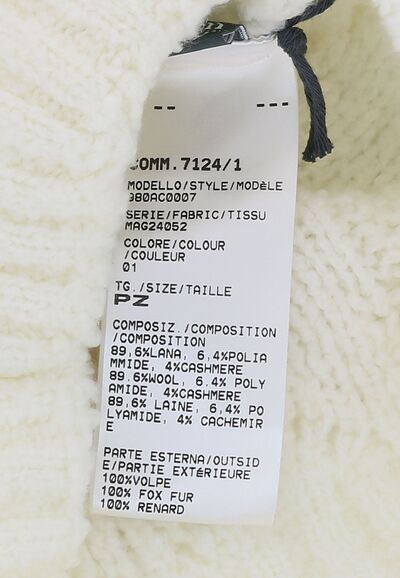 -- ---
COMM.7124/1
MODELLO/STYLE/MODÈLE
980AC0007
SERIE/FABRIC/TISSU
MAG24052
COLORE/COLOUR
/COULEUR
01
TG./SIZE/TAILLE
PZ
COMPOSIZ./COMPOSITION
/COMPOSITION
89,6%LANA, 6,4%POLIA
MMIDE, 4%CASHMERE
89.6%WOOL, 6.4% POLY
AMIDE, 4%CASHMERE
89,6% LAINE, 6,4% PO
LYAMIDE, 4% CACHEMIR
E
PARTE ESTERNA/OUTSID
E/PARTIE EXTÉRIEURE
100%VOLPE
100% FOX FUR
100% RENARD